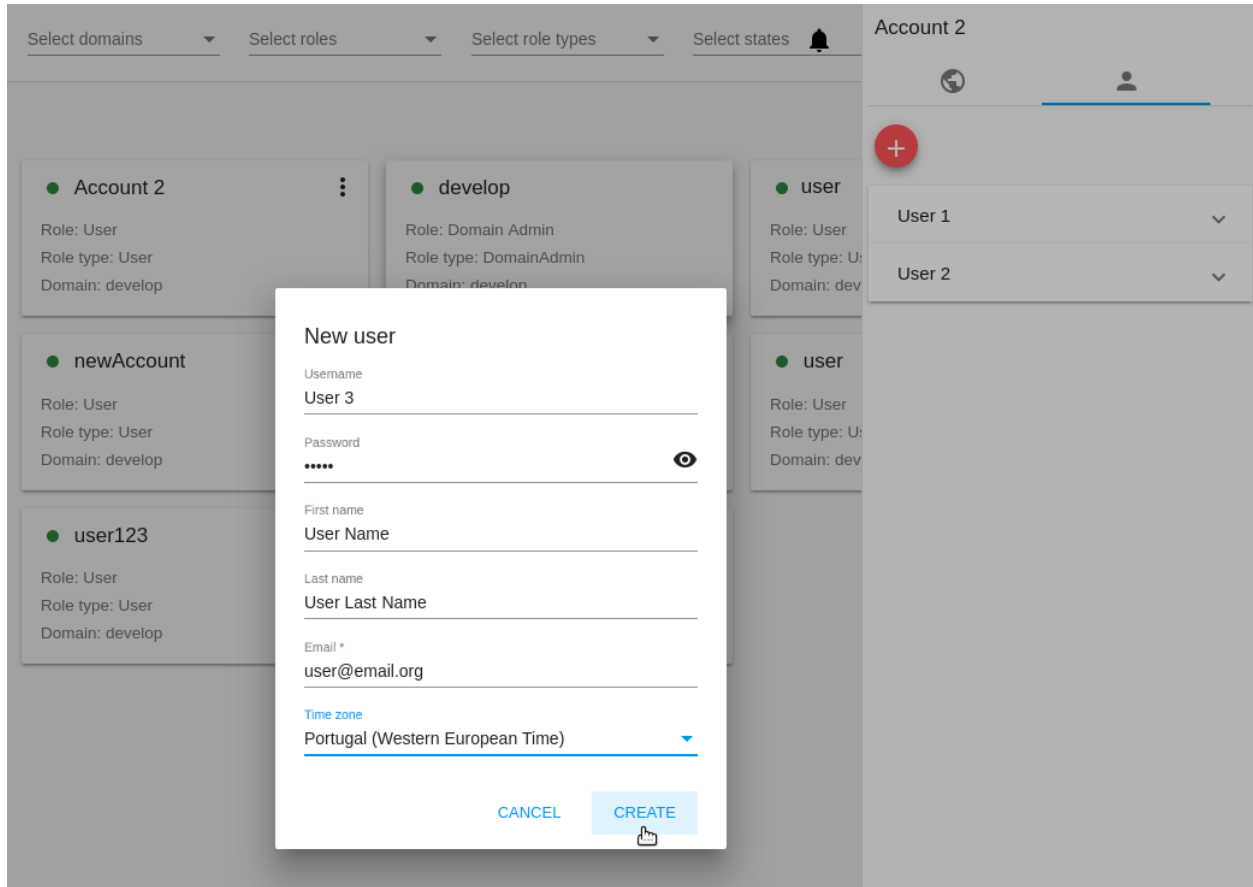 Select domains
Select roles
Select role types
Select states
Account 2
Account 2
Role: User
Role type: User
Domain: develop
develop
Role: Domain Admin
Role type: DomainAdmin
Domain: develop
user
Role: User
Role type: Us
Domain: dev
User 1
User 2
newAccount
Role: User
Role type: User
Domain: develop
user
Role: User
Role type: Us
Domain: dev
user123
Role: User
Role type: User
Domain: develop
New user
Username
User 3
Password
•••••
First name
User Name
Last name
User Last Name
Email *
user@email.org
Time zone
Portugal (Western European Time)
CANCEL
CREATE